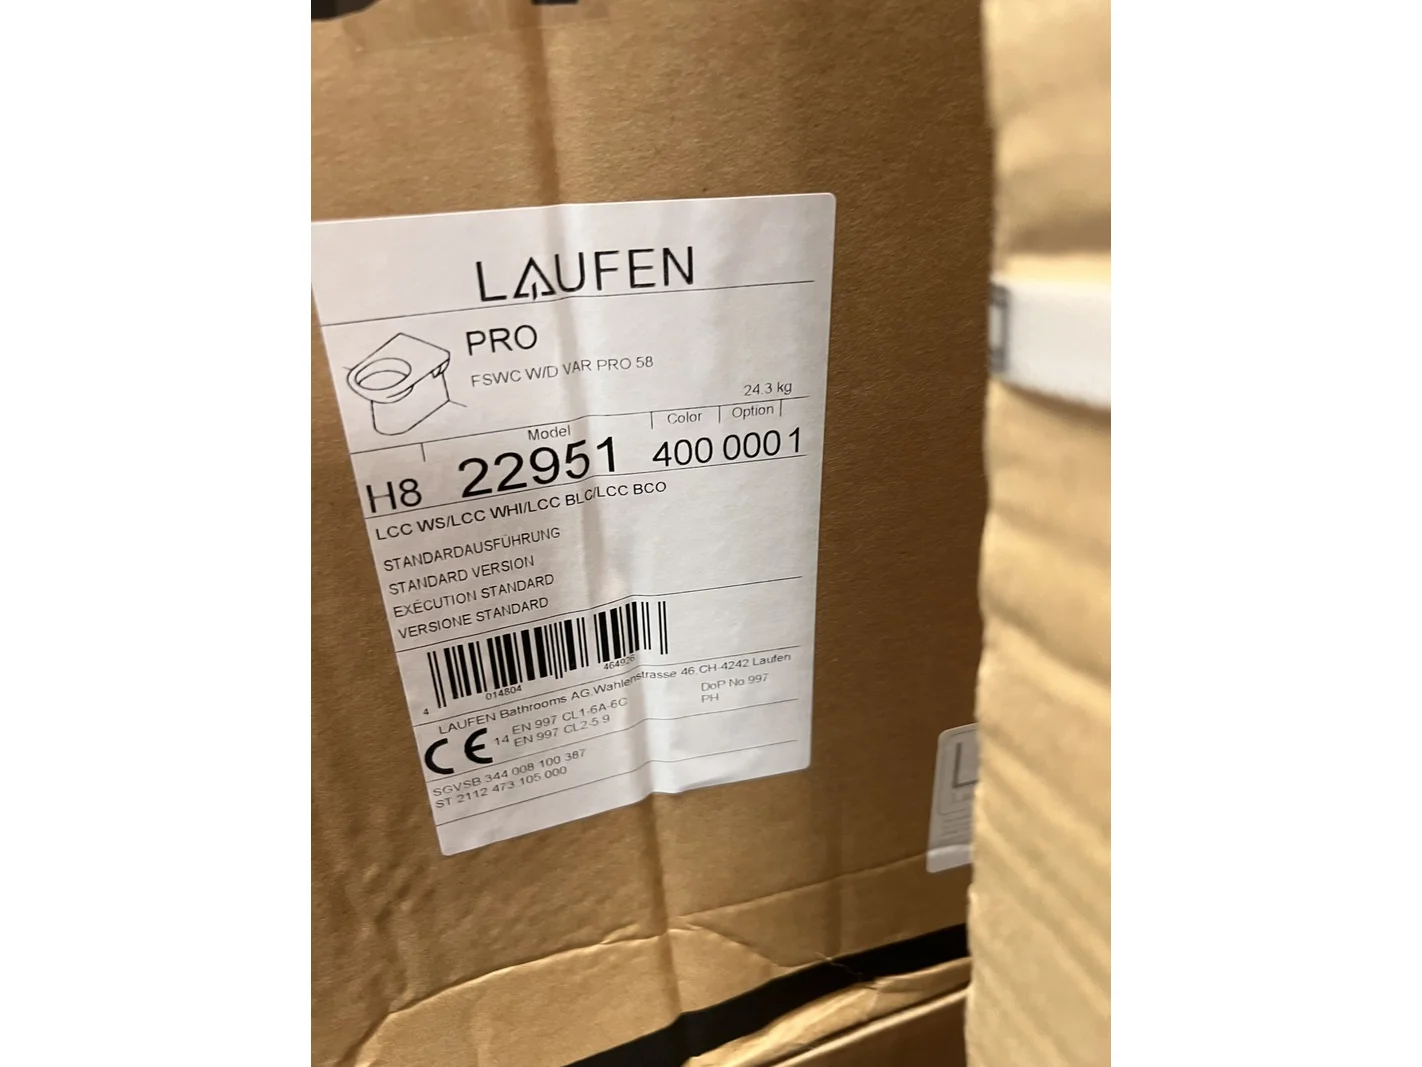 LAUFEN
PRO
FSWC W/D VAR PRO 58
24.3 kg
Model Color Option
H8 22951 400 000 1
LCC WS/LCC WHI/LCC BLC/LCC BCO
STANDARDAUSFÜHRUNG
STANDARD VERSION
EXÉCUTION STANDARD
VERSIONE STANDARD
4 014804 464926
LAUFEN Bathrooms AG.Wahlenstrasse 46.CH-4242 Laufen
CE 14 EN 997 CL1-6A-6C DoP No 997
EN 997 CL2-5.9 PH
SGVSB 344 008 100 387
ST 2112 473 105 000